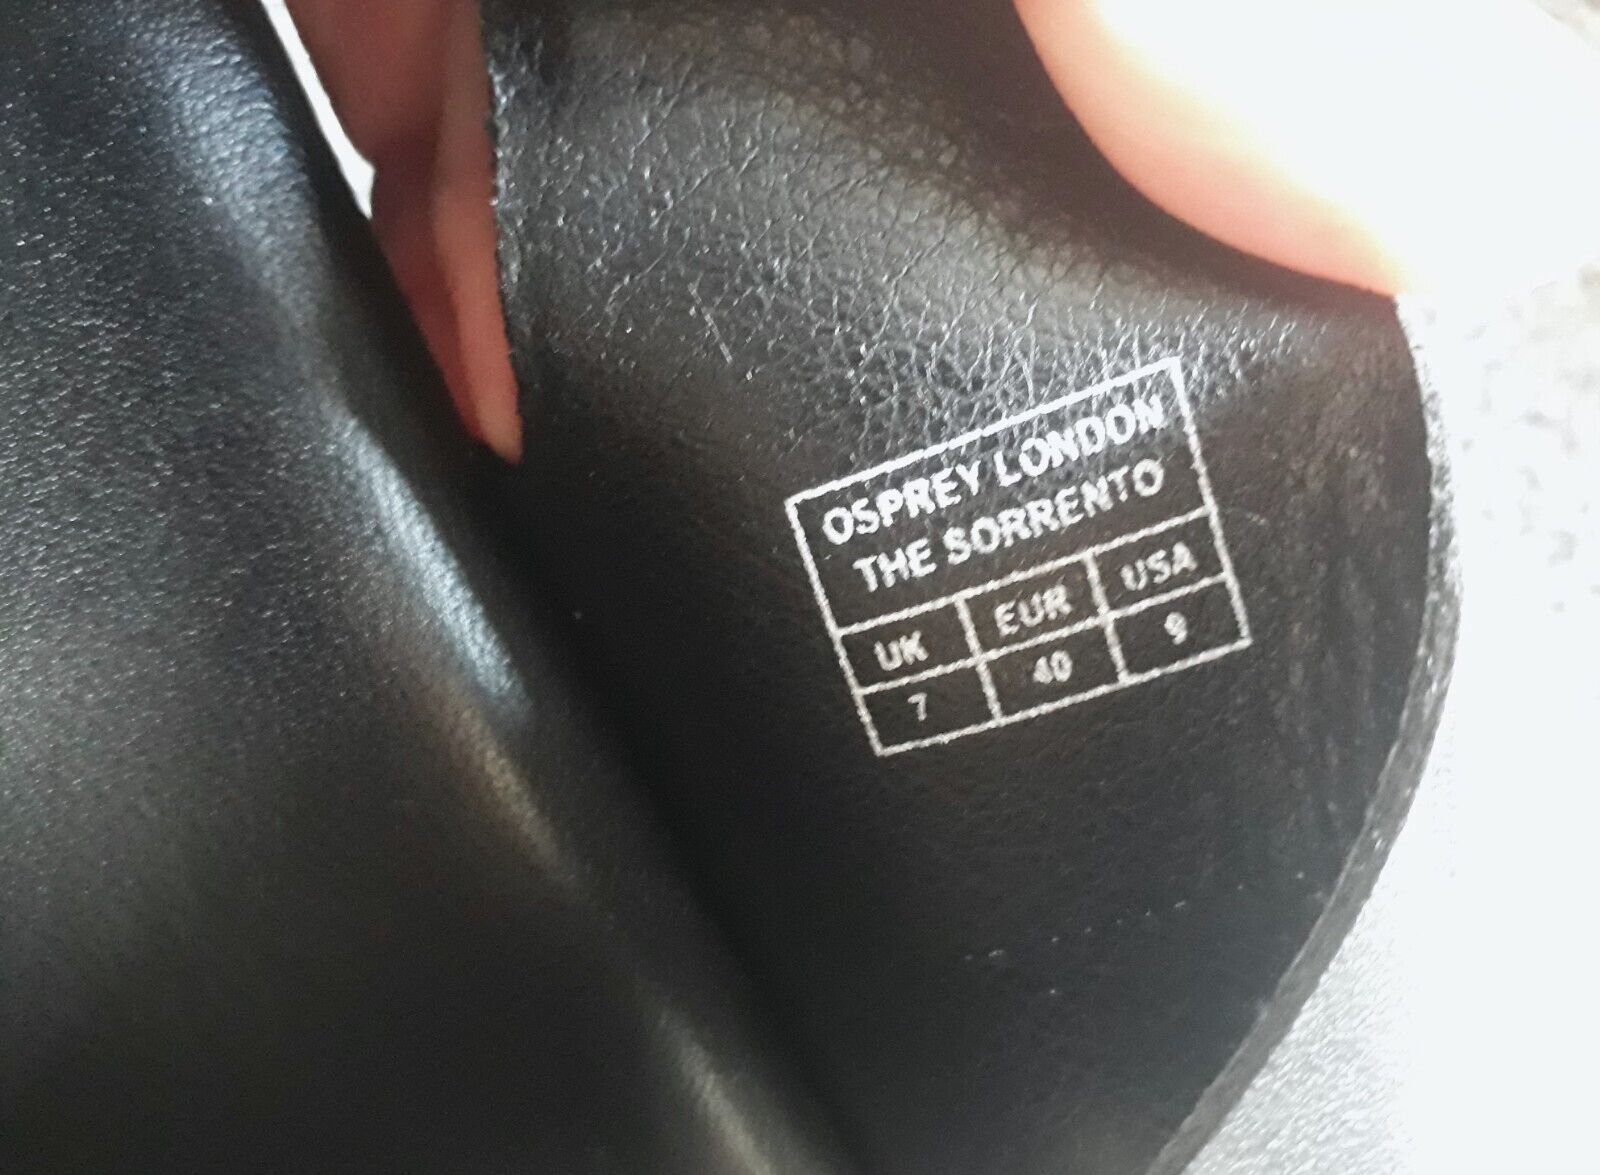 OSPREY LONDON
THE SORRENTO
UK EUR USA
7 40 9